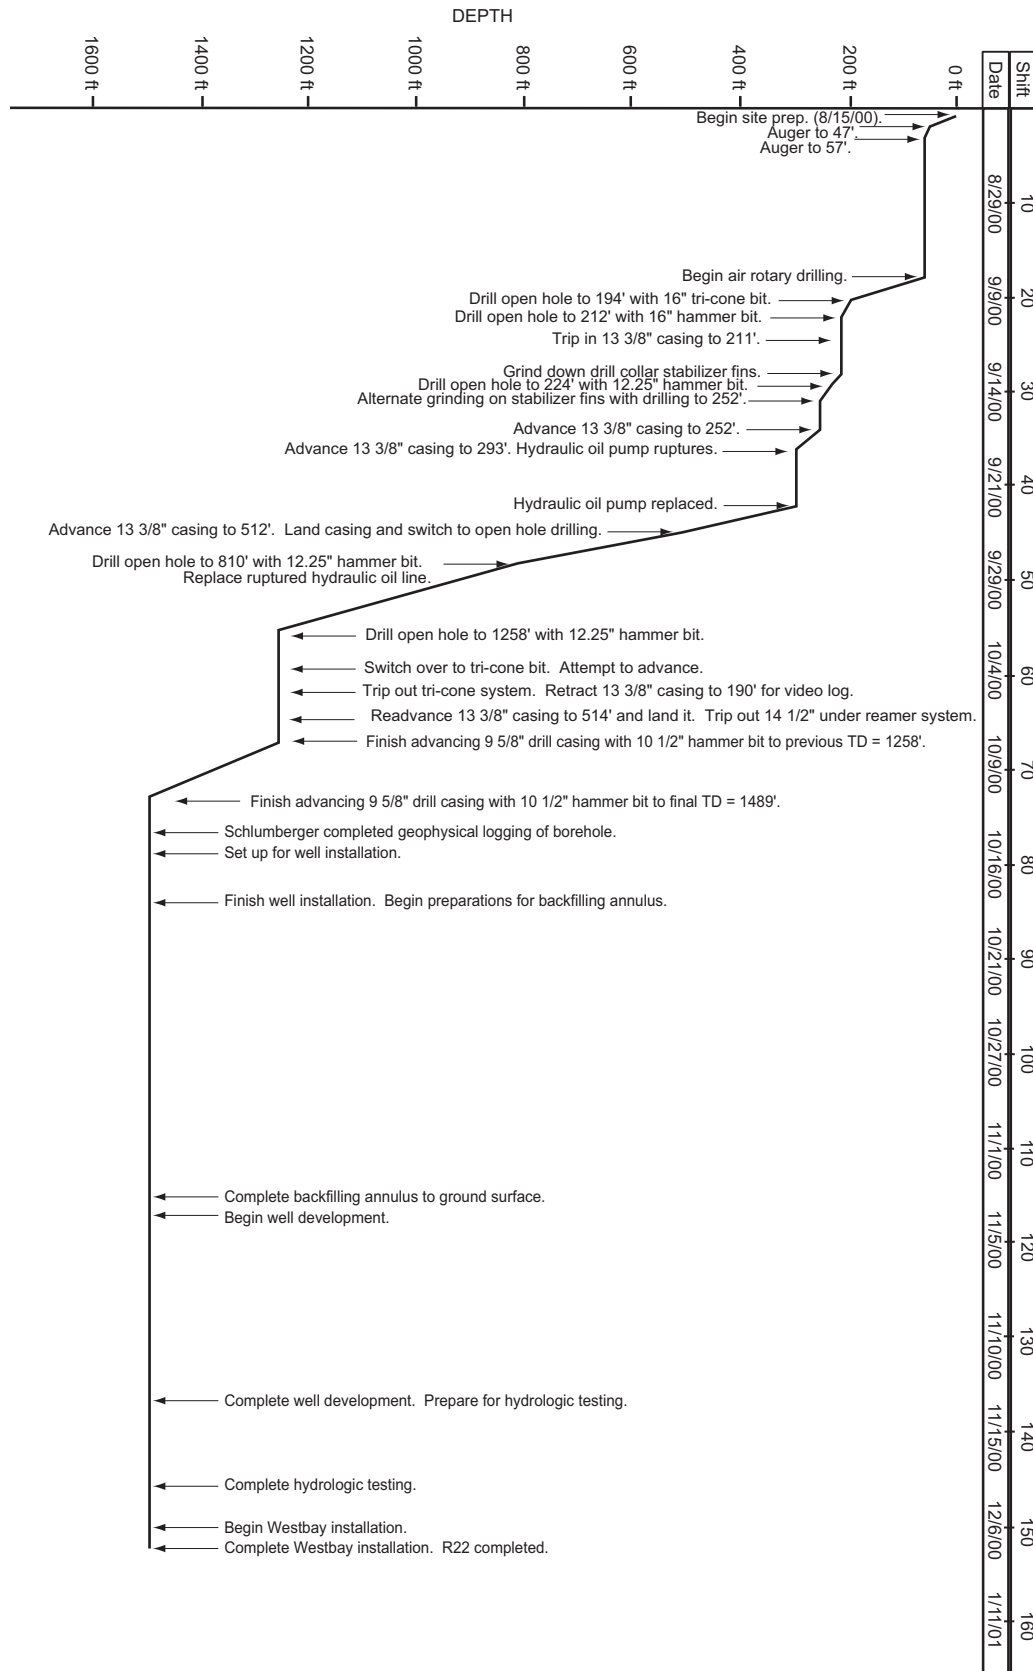 DEPTH
1600 ft
1400 ft
1200 ft
1000 ft
800 ft
600 ft
400 ft
200 ft
0 ft
Date
Shift
Begin site prep. (8/15/00).
Auger to 47'.
Auger to 57'.
8/29/00
10
Begin air rotary drilling.
9/9/00
20
Drill open hole to 194' with 16" tri-cone bit.
Drill open hole to 212' with 16" hammer bit.
Trip in 13 3/8" casing to 211'.
Grind down drill collar stabilizer fins.
Drill open hole to 224' with 12.25" hammer bit.
9/14/00
30
Alternate grinding on stabilizer fins with drilling to 252'.
Advance 13 3/8" casing to 252'.
Advance 13 3/8" casing to 293'. Hydraulic oil pump ruptures.
9/21/00
40
Hydraulic oil pump replaced.
Advance 13 3/8" casing to 512'. Land casing and switch to open hole drilling.
Drill open hole to 810' with 12.25" hammer bit.
Replace ruptured hydraulic oil line.
9/29/00
50
Drill open hole to 1258' with 12.25" hammer bit.
Switch over to tri-cone bit. Attempt to advance.
10/4/00
60
Trip out tri-cone system. Retract 13 3/8" casing to 190' for video log.
Readvance 13 3/8" casing to 514' and land it. Trip out 14 1/2" under reamer system.
Finish advancing 9 5/8" drill casing with 10 1/2" hammer bit to previous TD = 1258'.
10/9/00
70
Finish advancing 9 5/8" drill casing with 10 1/2" hammer bit to final TD = 1489'.
Schlumberger completed geophysical logging of borehole.
Set up for well installation.
10/16/00
80
Finish well installation. Begin preparations for backfilling annulus.
10/21/00
90
10/27/00
100
11/1/00
110
Complete backfilling annulus to ground surface.
Begin well development.
11/5/00
120
11/10/00
130
Complete well development. Prepare for hydrologic testing.
11/15/00
140
Complete hydrologic testing.
Begin Westbay installation.
12/6/00
150
Complete Westbay installation. R22 completed.
1/11/01
160